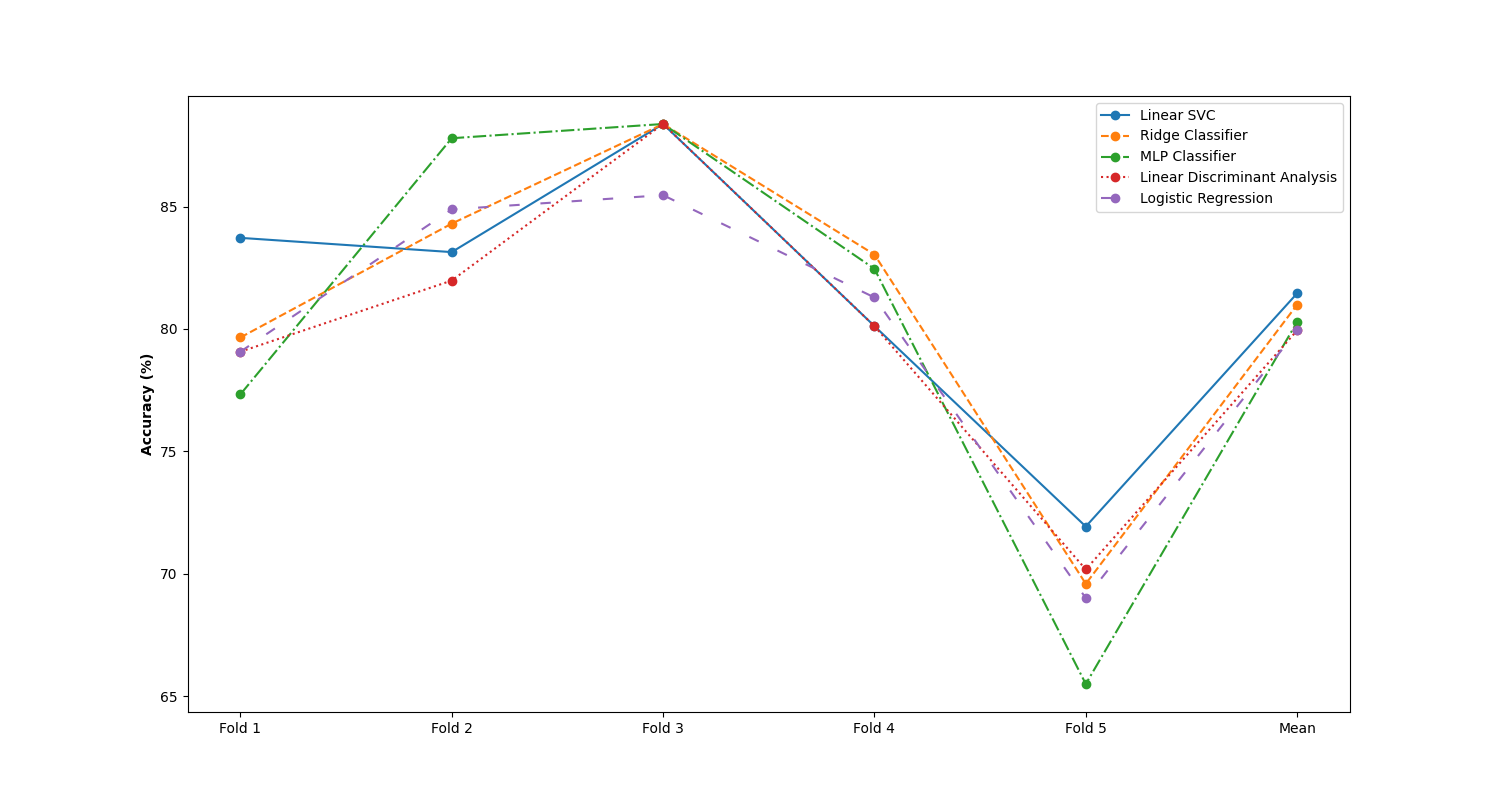 Linear SVC
Ridge Classifier
MLP Classifier
Linear Discriminant Analysis
Logistic Regression
Accuracy (%)
85
80
75
70
65
Fold 1 Fold 2 Fold 3 Fold 4 Fold 5 Mean